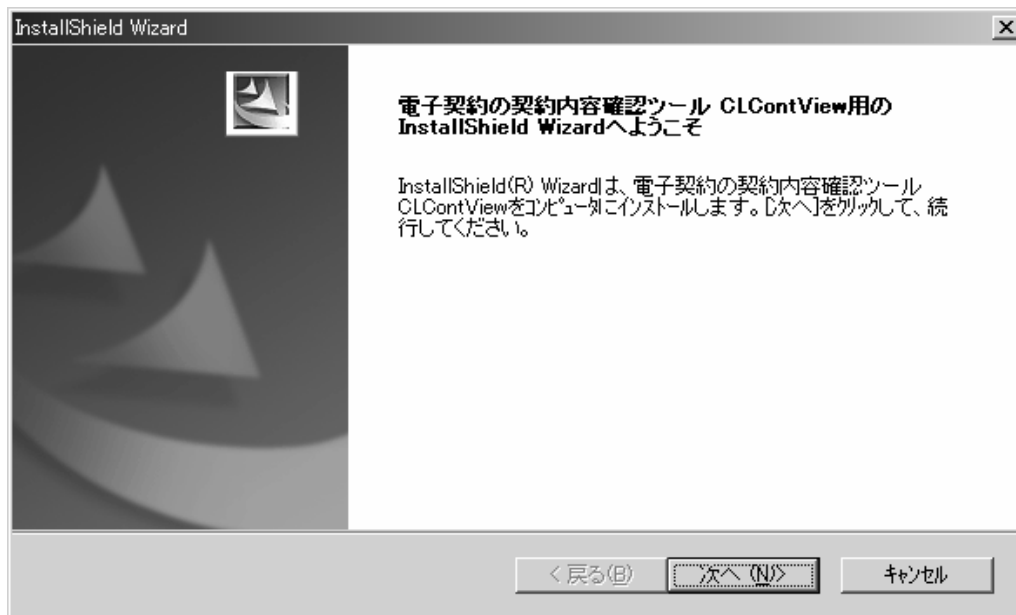 InstallShield Wizard
電子契約の契約内容確認ツール CLContView用の
InstallShield Wizardへようこそ
InstallShield(R) Wizardは、電子契約の契約内容確認ツール
CLContViewをコンピュータにインストールします。[次へ]をクリックして、続
行してください。
< 戻る(B)
次へ (N)>
キャンセル